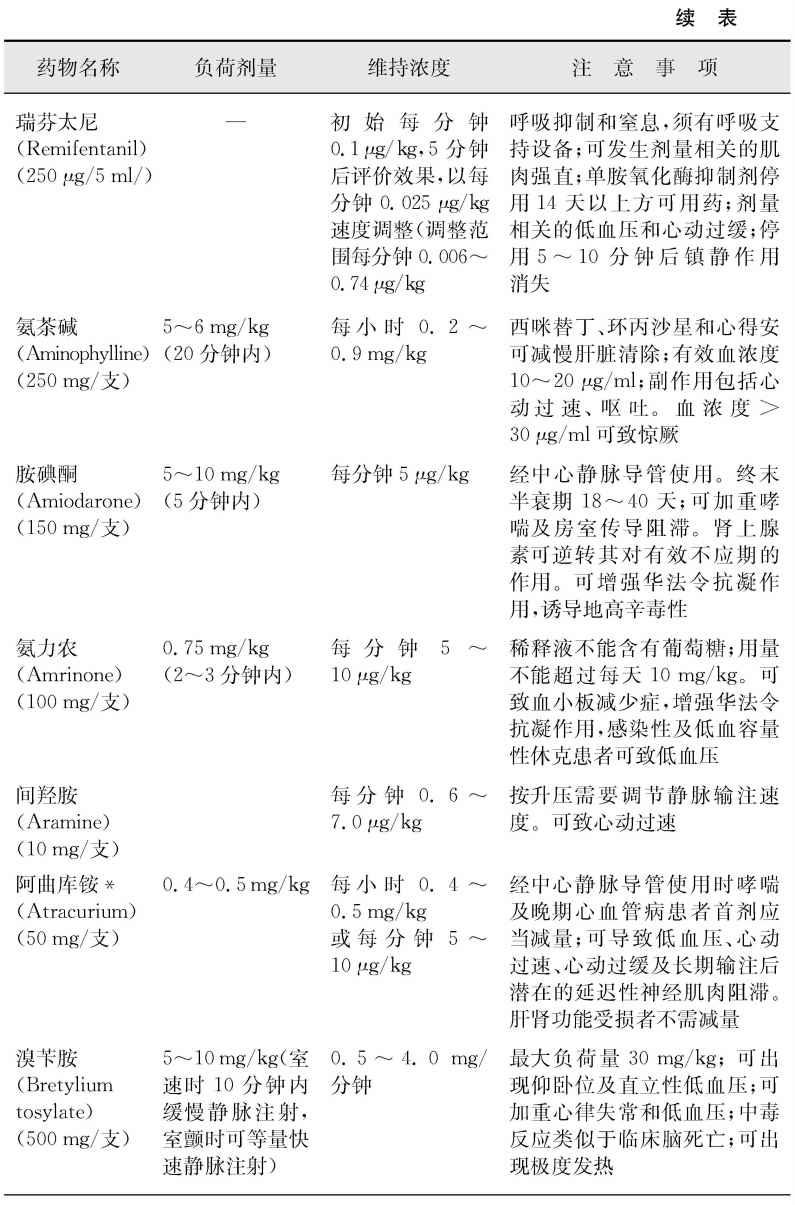 续 表
药物名称 负荷剂量 维持浓度 注 意 事 项
瑞芬太尼
(Remifentanil)
(250 μg/5 ml/)
—
初始每分钟
0.1μg/kg,5 分钟
后评价效果,以每
分钟 0.025 μg/kg
速度调整(调整范
围每分钟 0.006～
0.74 μg/kg
呼吸抑制和窒息,须有呼吸支
持设备;可发生剂量相关的肌
肉强直;单胺氧化酶抑制剂停
用 14 天以上方可用药;剂量
相关的低血压和心动过缓;停
用 5～10 分钟后镇静作用
消失
氨茶碱
(Aminophylline)
(250 mg/支)
5～6 mg/kg
(20 分钟内)
每小时 0.2～
0.9 mg/kg
西咪替丁、环丙沙星和心得安
可减慢肝脏清除;有效血浓度
10～20 μg/ml;副作用包括心
动过速、呕吐。血浓度＞
30 μg/ml 可致惊厥
胺碘酮
(Amiodarone)
(150 mg/支)
5～10 mg/kg
(5 分钟内)
每分钟 5 μg/kg
经中心静脉导管使用。终末
半衰期 18～40 天;可加重哮
喘及房室传导阻滞。肾上腺
素可逆转其对有效不应期的
作用。可增强华法令抗凝作
用,诱导地高辛毒性
氨力农
(Amrinone)
(100 mg/支)
0.75 mg/kg
(2～3 分钟内)
每分钟 5～
10 μg/kg
稀释液不能含有葡萄糖;用量
不能超过每天 10 mg/kg。可
致血小板减少症,增强华法令
抗凝作用,感染性及低血容量
性休克患者可致低血压
间羟胺
(Aramine)
(10 mg/支)
每分钟 0.6～
7.0 μg/kg
按升压需要调节静脉输注速
度。可致心动过速
阿曲库铵*
(Atracurium)
(50 mg/支)
0.4～0.5 mg/kg
每小时 0.4～
0.5 mg/kg
或每分钟 5～
10 μg/kg
经中心静脉导管使用时哮喘
及晚期心血管病患者首剂应
当减量;可导致低血压、心动
过速、心动过缓及长期输注后
潜在的延迟性神经肌肉阻滞。
肝肾功能受损者不需减量
溴苄胺
(Bretylium
tosylate)
(500 mg/支)
5～10 mg/kg(室
速时 10 分钟内
缓慢静脉注射,
室颤时可等量快
速静脉注射)
0.5～4.0 mg/
分钟
最大负荷量 30 mg/kg; 可出
现仰卧位及直立性低血压;可
加重心律失常和低血压;中毒
反应类似于临床脑死亡;可出
现极度发热